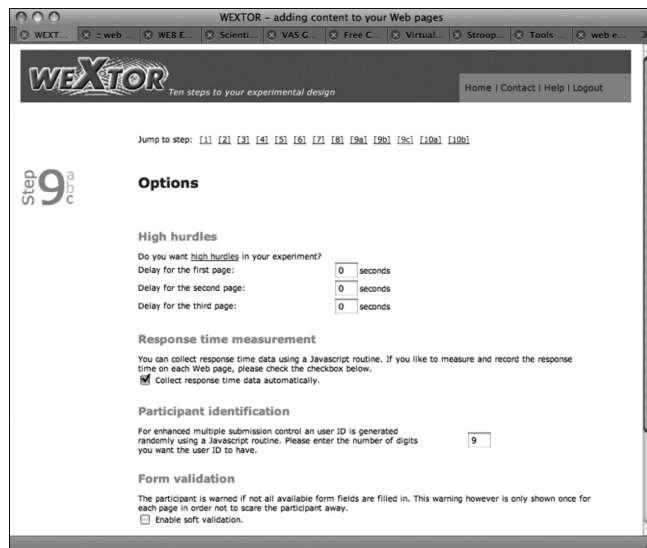 WEXTOR – adding content to your Web pages
WEXT... :: web ... WEB E... Scienti... VAS G... Free C... Virtual... Stroop... Tools ... web e...
WEXTOR
Ten steps to your experimental design
Home | Contact | Help | Logout
Jump to step: [1] [2] [3] [4] [5] [6] [7] [8] [9a] [9b] [9c] [10a] [10b]
Step 9 a b c
Options
High hurdles
Do you want high hurdles in your experiment?
Delay for the first page: 0 seconds
Delay for the second page: 0 seconds
Delay for the third page: 0 seconds
Response time measurement
You can collect response time data using a Javascript routine. If you like to measure and record the response
time on each Web page, please check the checkbox below.
Collect response time data automatically.
Participant identification
For enhanced multiple submission control an user ID is generated
randomly using a Javascript routine. Please enter the number of digits 9
you want the user ID to have.
Form validation
The participant is warned if not all available form fields are filled in. This warning however is only shown once for
each page in order not to scare the participant away.
Enable soft validation.